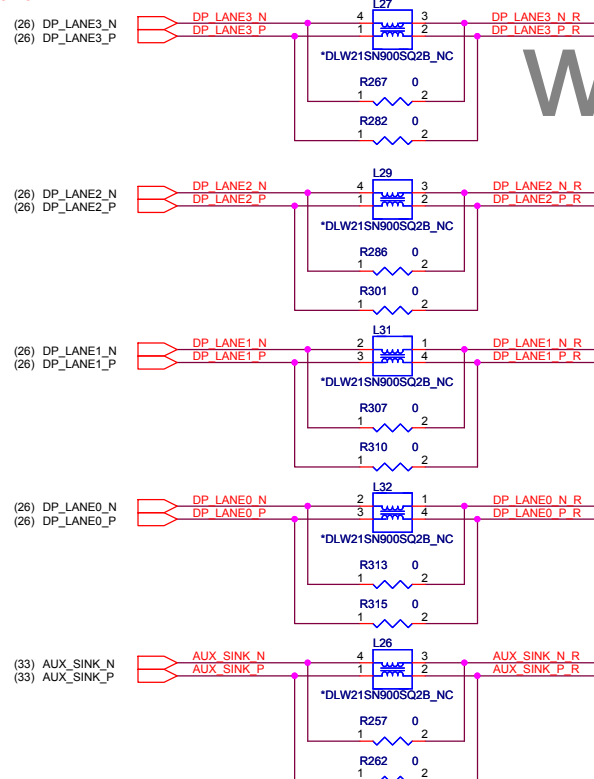 L27
(26) DP_LANE3_N DP_LANE3_N 4 3 DP_LANE3_N_R
(26) DP_LANE3_P DP_LANE3_P 1 2 DP_LANE3_P_R
*DLW21SN900SQ2B_NC
W
R267 0
1 2
R282 0
1 2
L29
(26) DP_LANE2_N DP_LANE2_N 4 3 DP_LANE2_N_R
(26) DP_LANE2_P DP_LANE2_P 1 2 DP_LANE2_P_R
*DLW21SN900SQ2B_NC
R286 0
1 2
R301 0
1 2
L31
(26) DP_LANE1_N DP_LANE1_N 2 1 DP_LANE1_N_R
(26) DP_LANE1_P DP_LANE1_P 3 4 DP_LANE1_P_R
*DLW21SN900SQ2B_NC
R307 0
1 2
R310 0
1 2
L32
(26) DP_LANE0_N DP_LANE0_N 2 1 DP_LANE0_N_R
(26) DP_LANE0_P DP_LANE0_P 3 4 DP_LANE0_P_R
*DLW21SN900SQ2B_NC
R313 0
1 2
R315 0
1 2
L26
(33) AUX_SINK_N AUX_SINK_N 4 3 AUX_SINK_N_R
(33) AUX_SINK_P AUX_SINK_P 1 2 AUX_SINK_P_R
*DLW21SN900SQ2B_NC
R257 0
1 2
R262 0
1 2